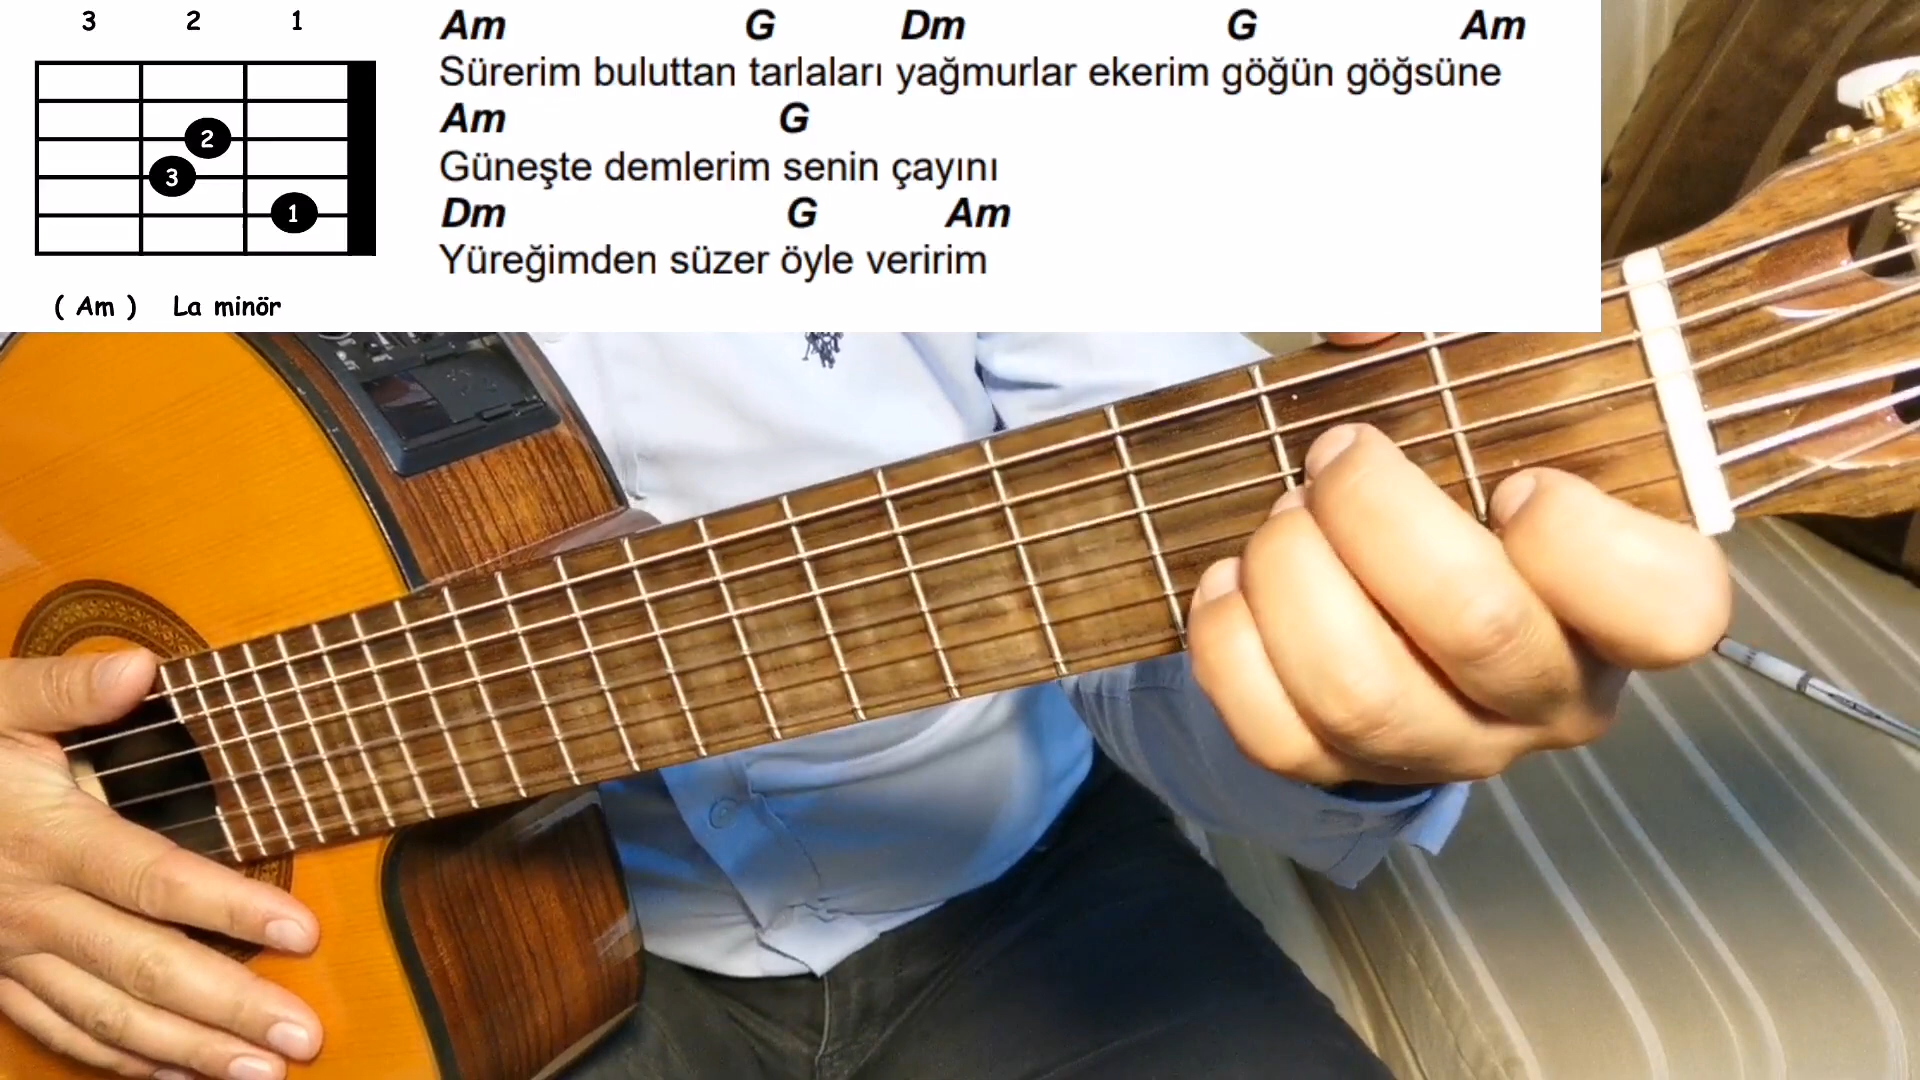 3 2 1
2
3
1
( Am ) La minör
Am G Dm G Am
Sürerim buluttan tarlaları yağmurlar ekerim göğün göğsüne
Am G
Güneşte demlerim senin çayını
Dm G Am
Yüreğimden süzer öyle veririm